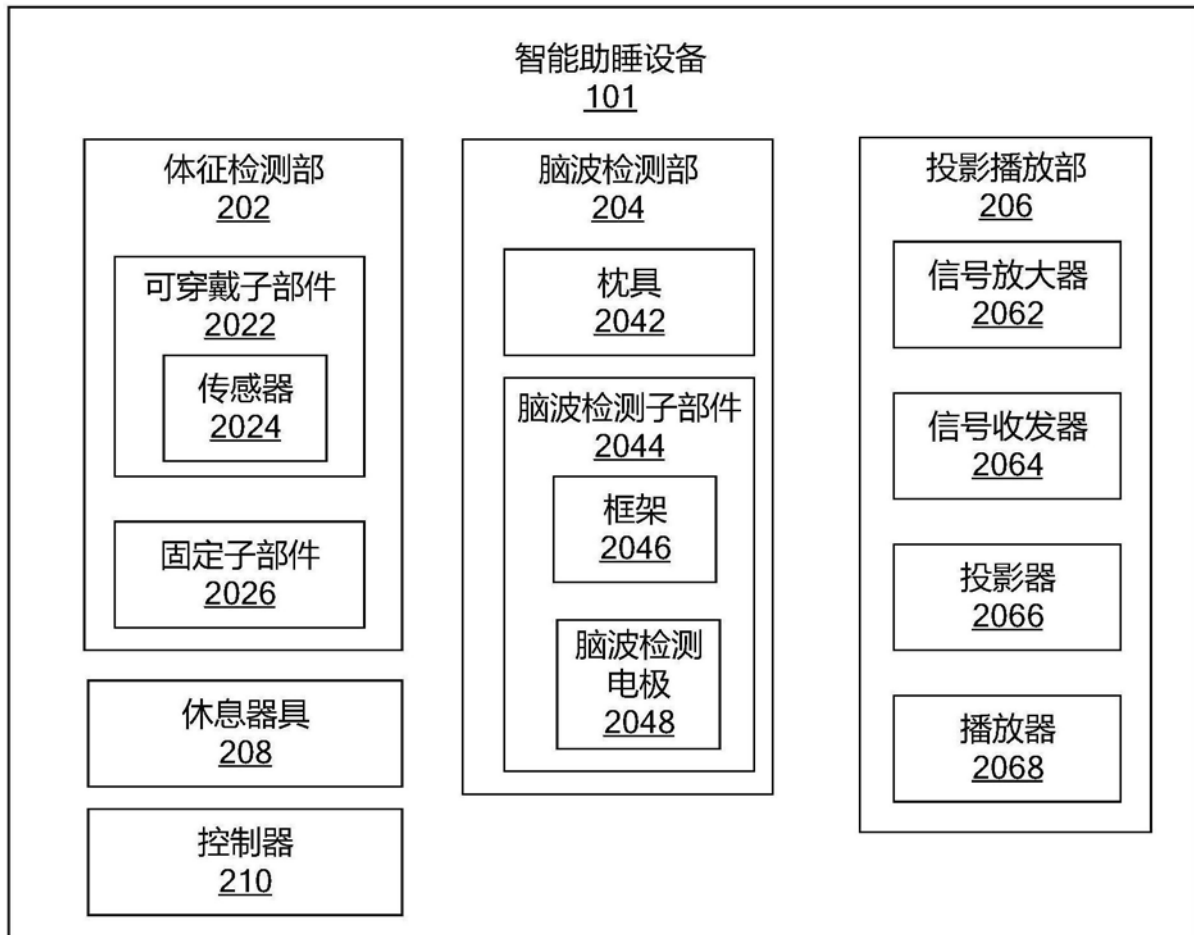 智能助睡设备
101
体征检测部
202
可穿戴子部件
2022
传感器
2024
固定子部件
2026
休息器具
208
控制器
210
脑波检测部
204
枕具
2042
脑波检测子部件
2044
框架
2046
脑波检测
电极
2048
投影播放部
206
信号放大器
2062
信号收发器
2064
投影器
2066
播放器
2068